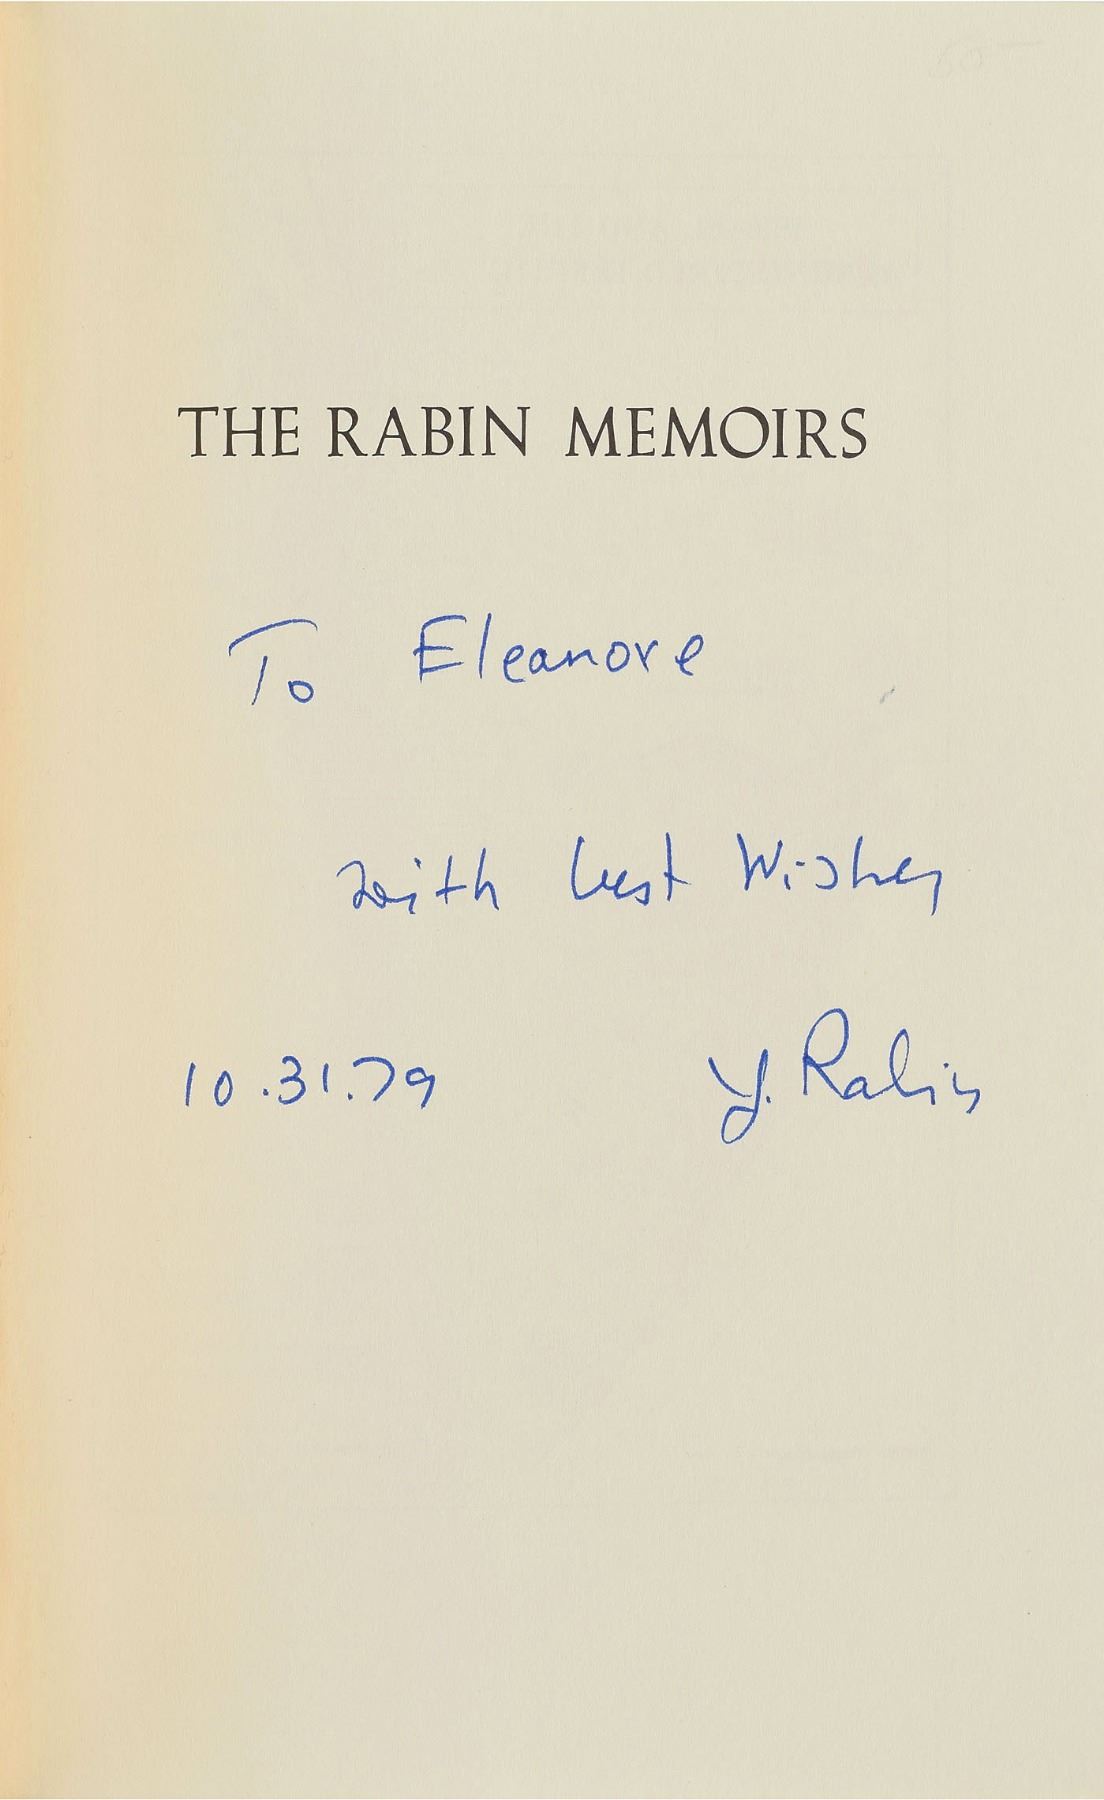 THE RABIN MEMOIRS
To Eleanore
with best Wishes
10.31.79 Y. Rabin